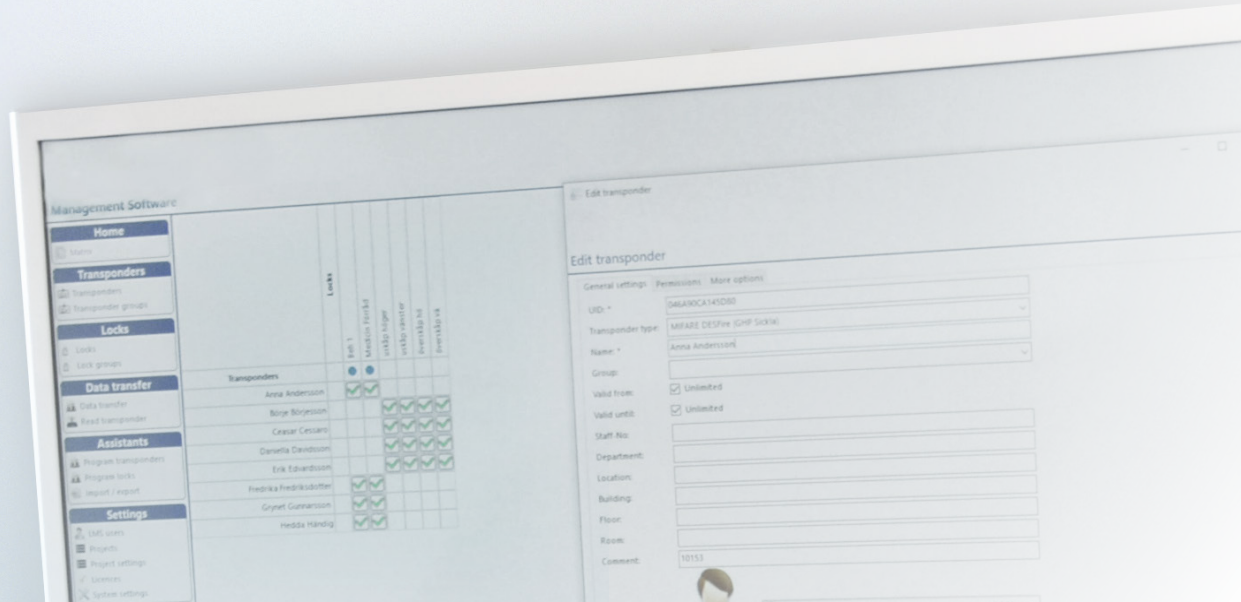 Management Software
Home
Matrix
Transponders
Transponders
Transponder groups
Locks
Locks
Lock groups
Data transfer
Data transfer
Read transponder
Assistants
Program transponders
Program locks
Import / export
Settings
LMS users
Projects
Project settings
Licences
System settings
Locks
Transponders
Anna Andersson
Börje Börjesson
Ceasar Cessaro
Daniella Davidsson
Erik Edvardsson
Fredrika Fredriksdotter
Grynet Gunnarsson
Hedda Händig
Edit transponder
Edit transponder
General settings Permissions More options
UID: *
Transponder type: MIFARE DESfire (GHP Sickla)
Name: * Anna Andersson
Group:
Valid from: Unlimited
Valid until: Unlimited
Staff-No:
Department:
Location:
Building:
Floor:
Room:
Comment: 10153